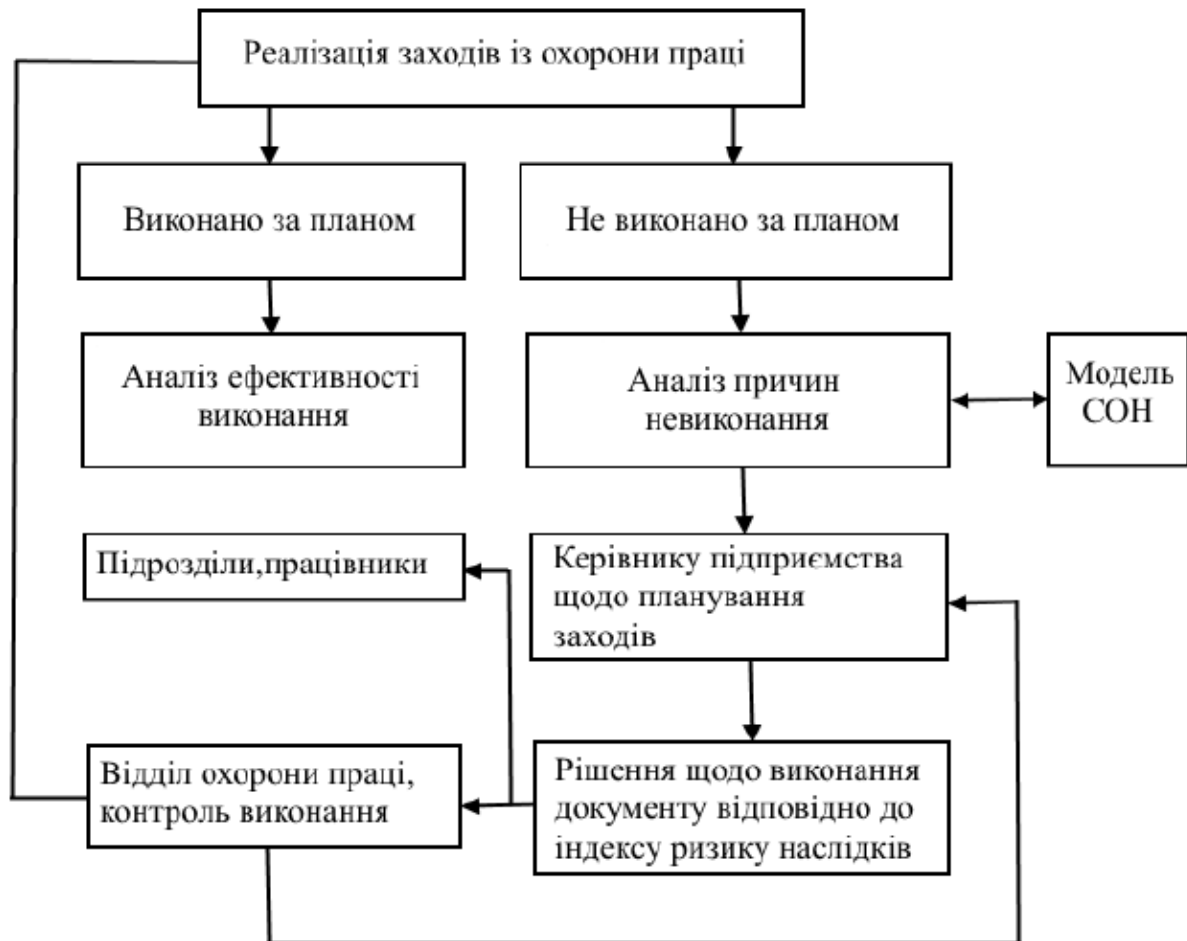 Реалізація заходів із охорони праці
Виконано за планом
Не виконано за планом
Аналіз ефективності
виконання
Аналіз причин
невиконання
Модель
СОН
Підрозділи,працівники
Керівнику підприємства
щодо планування
заходів
Відділ охорони праці,
контроль виконання
Рішення щодо виконання
документу відповідно до
індексу ризику наслідків